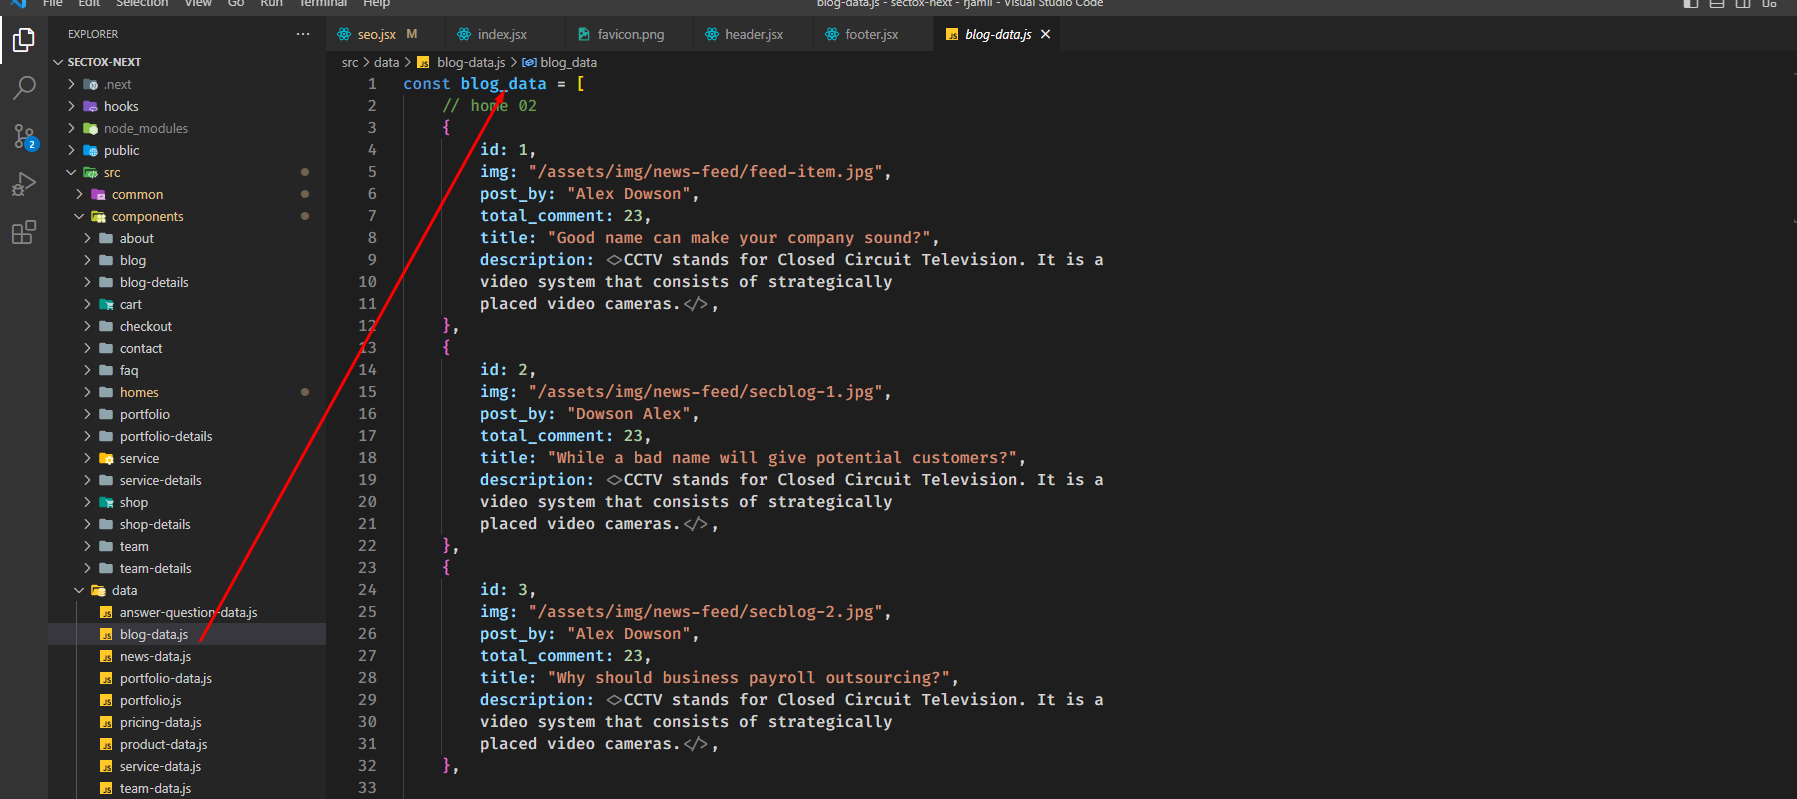 File Edit Selection View Go Run Terminal Help
blog-data.js - sectox-next - rjamil - Visual Studio Code
EXPLORER
seo.jsx M
index.jsx
favicon.png
header.jsx
footer.jsx
blog-data.js
SECTOX-NEXT
src > data > blog-data.js > blog_data
.next
hooks
node_modules
public
src
common
components
about
blog
blog-details
cart
checkout
contact
faq
homes
portfolio
portfolio-details
service
service-details
shop
shop-details
team
team-details
data
answer-question-data.js
blog-data.js
news-data.js
portfolio-data.js
portfolio.js
pricing-data.js
product-data.js
service-data.js
team-data.js
2
1 const blog_data = [
2 // home 02
3 {
4 id: 1,
5 img: "/assets/img/news-feed/feed-item.jpg",
6 post_by: "Alex Dowson",
7 total_comment: 23,
8 title: "Good name can make your company sound?",
9 description: <>CCTV stands for Closed Circuit Television. It is a
10 video system that consists of strategically
11 placed video cameras.</>,
12 },
13 {
14 id: 2,
15 img: "/assets/img/news-feed/secblog-1.jpg",
16 post_by: "Dowson Alex",
17 total_comment: 23,
18 title: "While a bad name will give potential customers?",
19 description: <>CCTV stands for Closed Circuit Television. It is a
20 video system that consists of strategically
21 placed video cameras.</>,
22 },
23 {
24 id: 3,
25 img: "/assets/img/news-feed/secblog-2.jpg",
26 post_by: "Alex Dowson",
27 total_comment: 23,
28 title: "Why should business payroll outsourcing?",
29 description: <>CCTV stands for Closed Circuit Television. It is a
30 video system that consists of strategically
31 placed video cameras.</>,
32 },
33